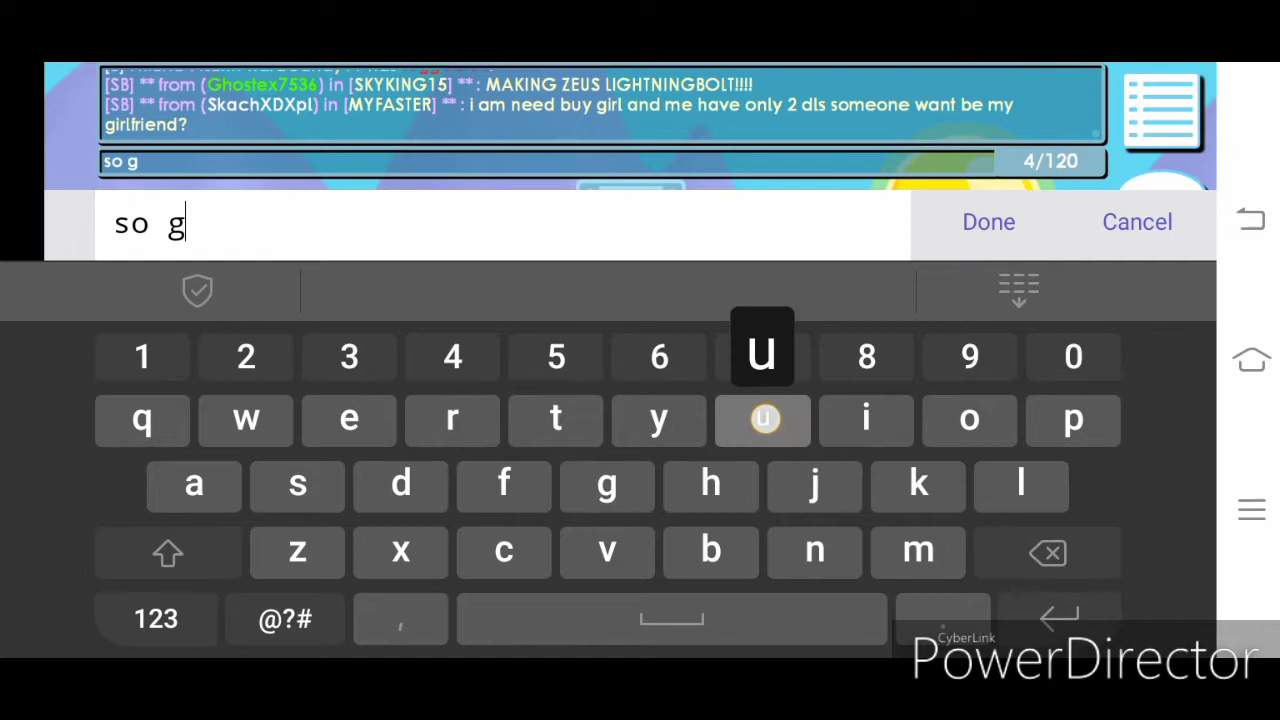 [SB] ** from (Ghostex7536) in [SKYKING15] ** : MAKING ZEUS LIGHTNINGBOLT!!!!
[SB] ** from (SkachXDXpl) in [MYFASTER] ** : i am need buy girl and me have only 2 dls someone want be my
girlfriend?
so g 4/120
so g Done Cancel
u
1 2 3 4 5 6 8 9 0
q w e r t y u i o p
a s d f g h j k l
z x c v b n m
123 @?# , .
CyberLink
PowerDirector